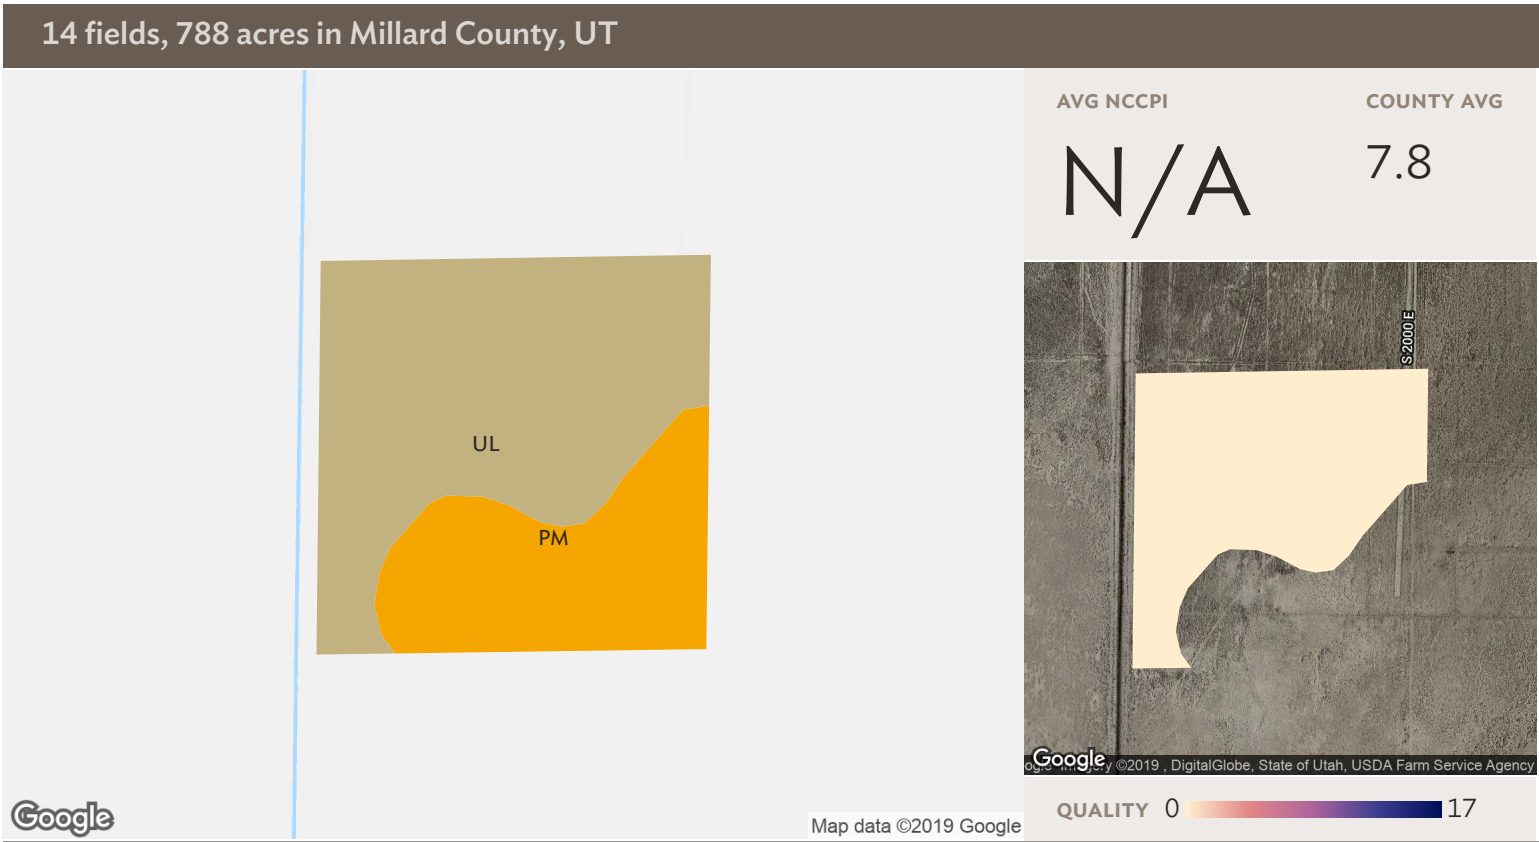 14 fields, 788 acres in Millard County, UT
AVG NCCPI
COUNTY AVG
N/A
7.8
UL
PM
S 2000 E
Google
Map data ©2019 Google
Google
Imagery ©2019 , DigitalGlobe, State of Utah, USDA Farm Service Agency
QUALITY 0 17